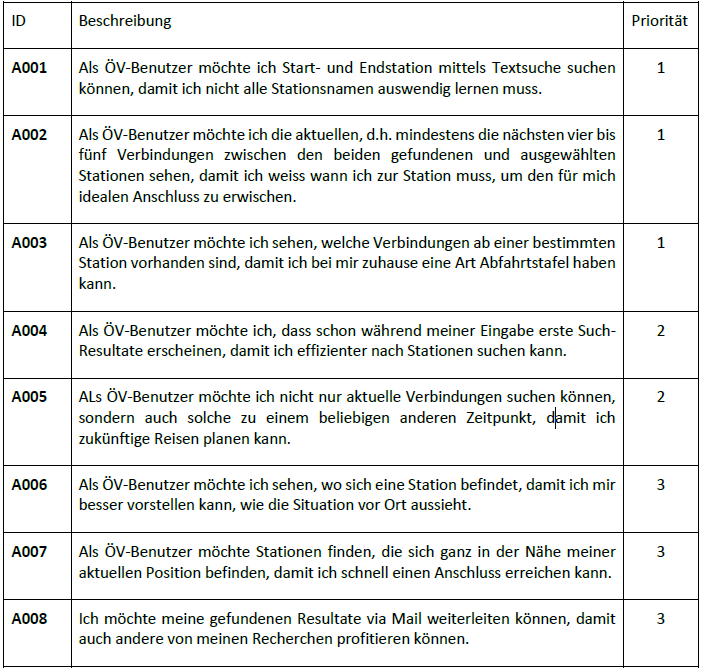 ID Beschreibung Priorität
A001 Als ÖV-Benutzer möchte ich Start- und Endstation mittels Textsuche suchen 1
können, damit ich nicht alle Stationsnamen auswendig lernen muss.
A002 Als ÖV-Benutzer möchte ich die aktuellen, d.h. mindestens die nächsten vier bis 1
fünf Verbindungen zwischen den beiden gefundenen und ausgewählten
Stationen sehen, damit ich weiss wann ich zur Station muss, um den für mich
idealen Anschluss zu erwischen.
A003 Als ÖV-Benutzer möchte ich sehen, welche Verbindungen ab einer bestimmten 1
Station vorhanden sind, damit ich bei mir zuhause eine Art Abfahrtstafel haben
kann.
A004 Als ÖV-Benutzer möchte ich, dass schon während meiner Eingabe erste Such- 2
Resultate erscheinen, damit ich effizienter nach Stationen suchen kann.
A005 ALs ÖV-Benutzer möchte ich nicht nur aktuelle Verbindungen suchen können, 2
sondern auch solche zu einem beliebigen anderen Zeitpunkt, damit ich
zukünftige Reisen planen kann.
A006 Als ÖV-Benutzer möchte ich sehen, wo sich eine Station befindet, damit ich mir 3
besser vorstellen kann, wie die Situation vor Ort aussieht.
A007 Als ÖV-Benutzer möchte Stationen finden, die sich ganz in der Nähe meiner 3
aktuellen Position befinden, damit ich schnell einen Anschluss erreichen kann.
A008 Ich möchte meine gefundenen Resultate via Mail weiterleiten können, damit 3
auch andere von meinen Recherchen profitieren können.